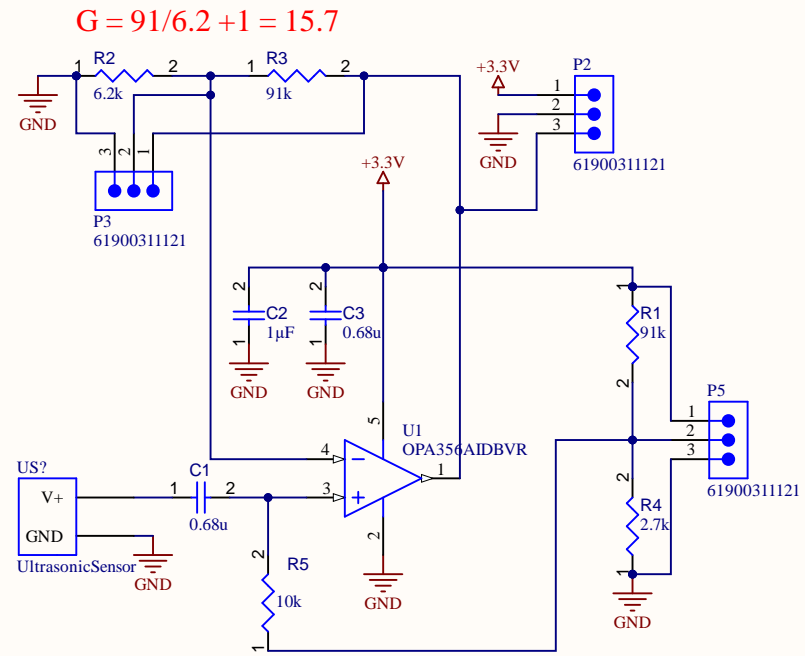 G = 91/6.2 +1 = 15.7
1 R2 2 1 R3 2
6.2k 91k
GND
3 2 1
P3
61900311121
+3.3V P2
1
2
3
GND
61900311121
+3.3V
2 C2 1
1µF
GND
2 C3 1
0.68u
GND
1 R1 2
91k
P5
1
2
3
61900311121
5
U1
OPA356AIDBVR
4
3
1
2
GND
US?
V+
GND
UltrasonicSensor
GND
C1
1 2
0.68u
2 R5
10k
1
2
R4
2.7k
1
GND